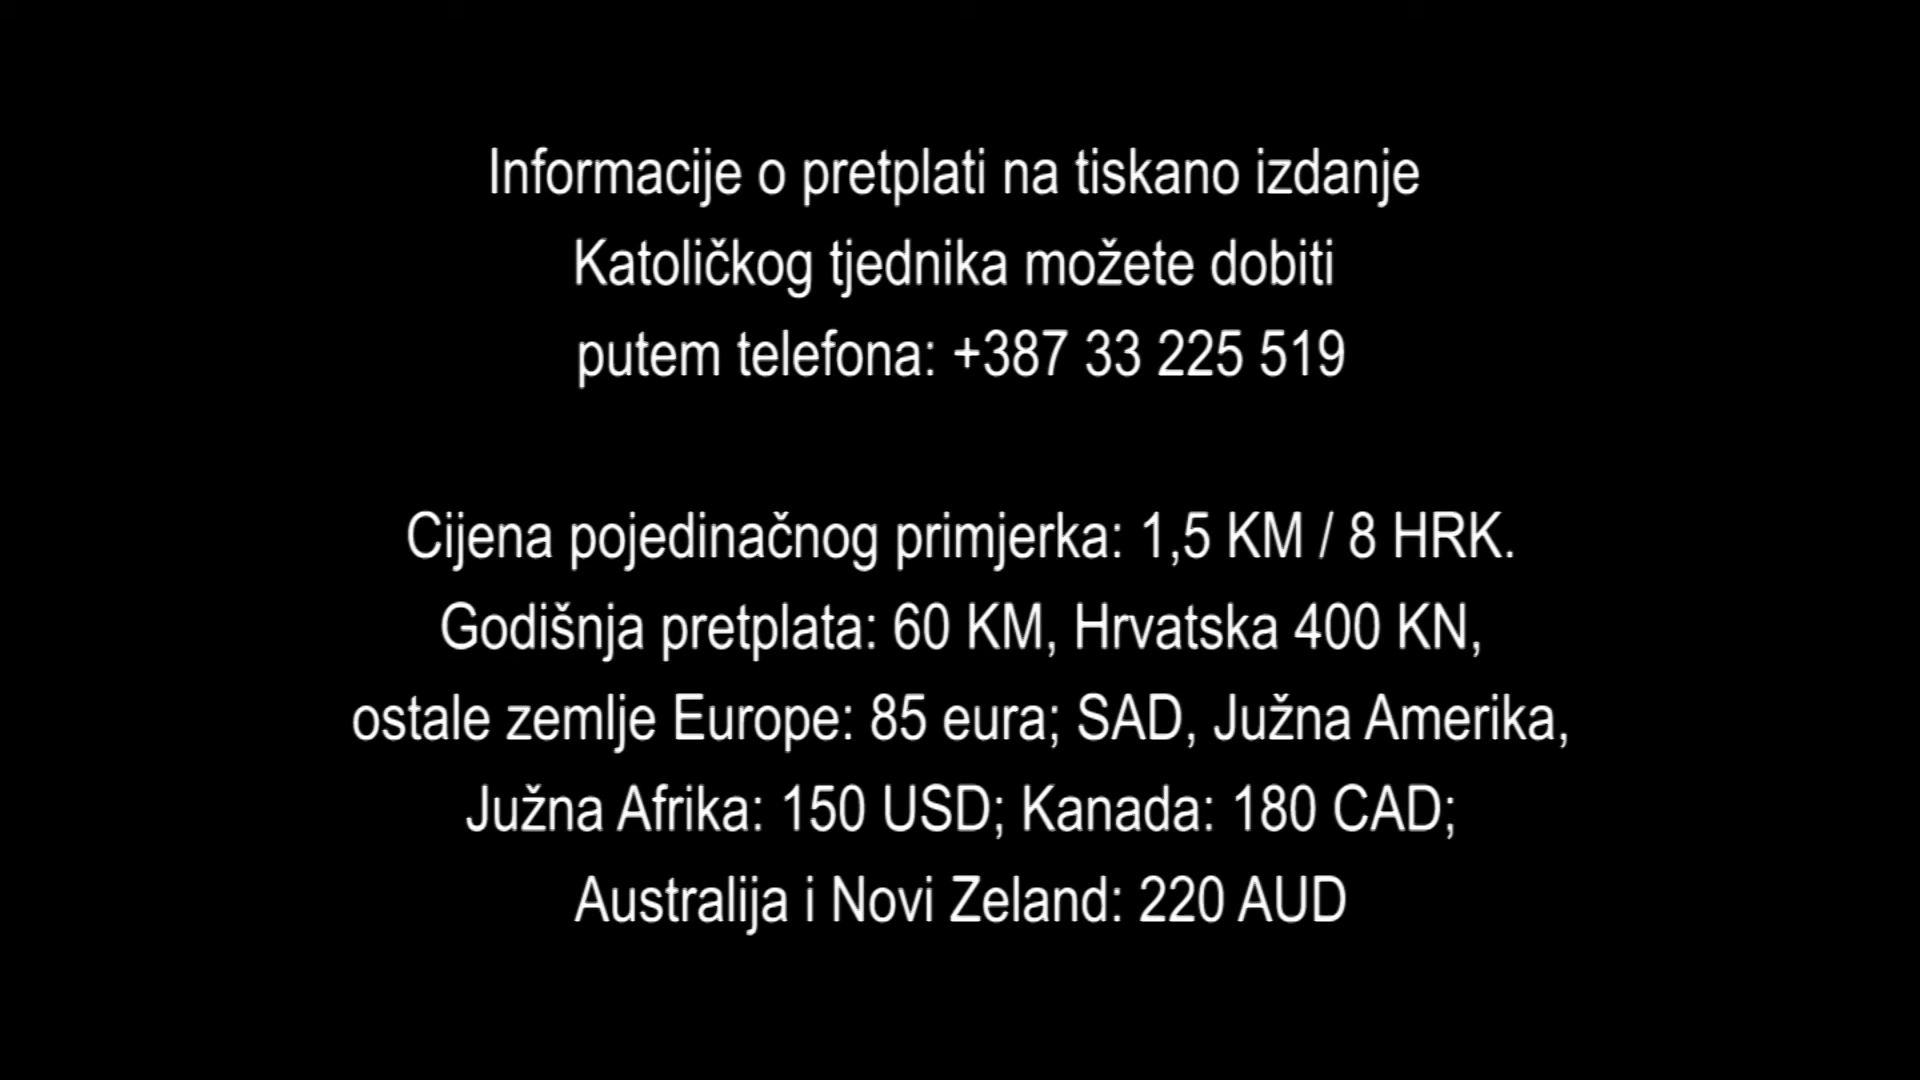 Informacije o pretplati na tiskano izdanje
Katoličkog tjednika možete dobiti
putem telefona: +387 33 225 519
Cijena pojedinačnog primjerka: 1,5 KM / 8 HRK.
Godišnja pretplata: 60 KM, Hrvatska 400 KN,
ostale zemlje Europe: 85 eura; SAD, Južna Amerika,
Južna Afrika: 150 USD; Kanada: 180 CAD;
Australija i Novi Zeland: 220 AUD